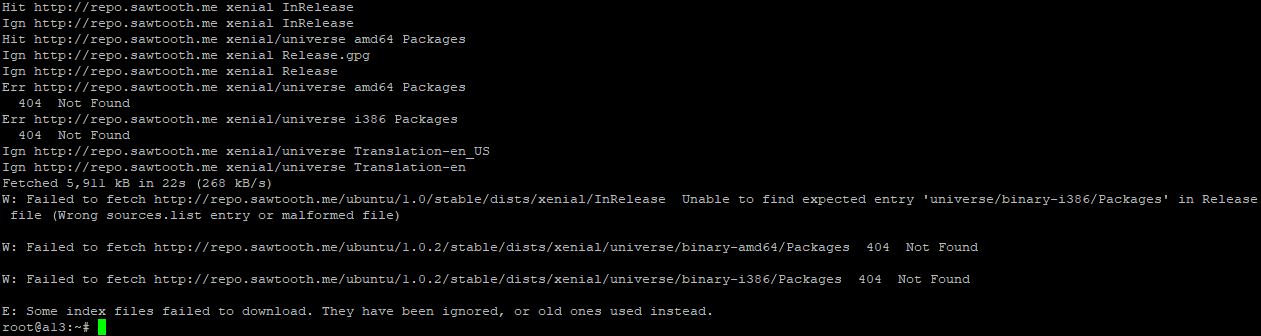 Hit http://repo.sawtooth.me xenial InRelease
Ign http://repo.sawtooth.me xenial InRelease
Hit http://repo.sawtooth.me xenial/universe amd64 Packages
Ign http://repo.sawtooth.me xenial Release.gpg
Ign http://repo.sawtooth.me xenial Release
Err http://repo.sawtooth.me xenial/universe amd64 Packages
  404  Not Found
Err http://repo.sawtooth.me xenial/universe i386 Packages
  404  Not Found
Ign http://repo.sawtooth.me xenial/universe Translation-en_US
Ign http://repo.sawtooth.me xenial/universe Translation-en
Fetched 5,911 kB in 22s (268 kB/s)
W: Failed to fetch http://repo.sawtooth.me/ubuntu/1.0/stable/dists/xenial/InRelease  Unable to find expected entry 'universe/binary-i386/Packages' in Release
 file (Wrong sources.list entry or malformed file)
W: Failed to fetch http://repo.sawtooth.me/ubuntu/1.0.2/stable/dists/xenial/universe/binary-amd64/Packages  404  Not Found
W: Failed to fetch http://repo.sawtooth.me/ubuntu/1.0.2/stable/dists/xenial/universe/binary-i386/Packages  404  Not Found
E: Some index files failed to download. They have been ignored, or old ones used instead.
root@al3:~#